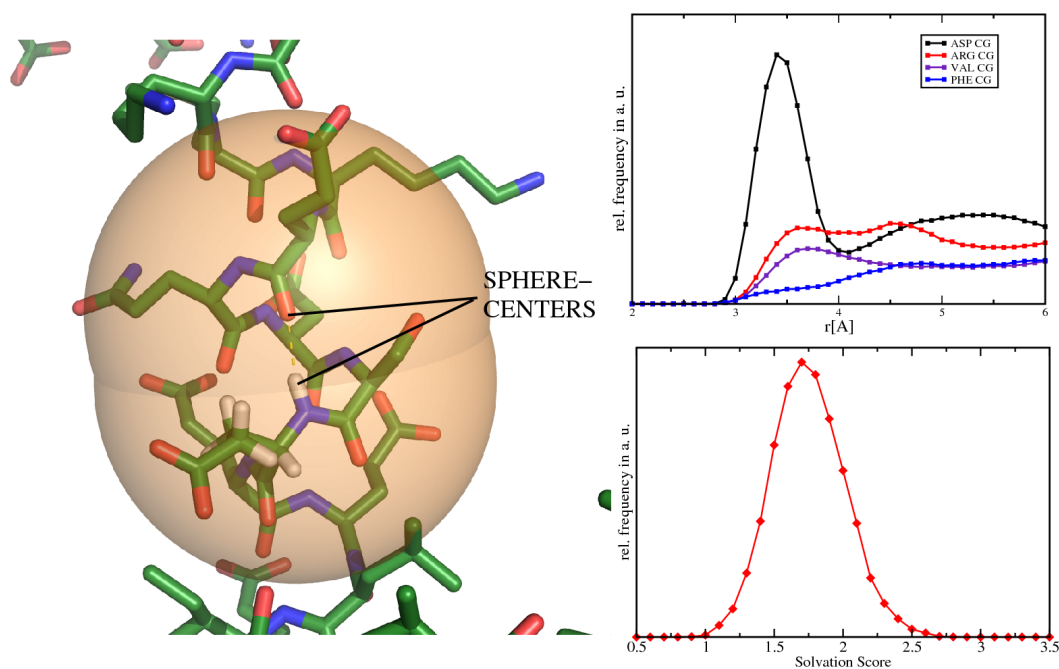 SPHERE–
CENTERS
rel. frequency in a. u.
ASP CG
ARG CG
VAL CG
PHE CG
2 3 4 5 6
r[A]
rel. frequency in a. u.
0.5 1 1.5 2 2.5 3 3.5
Solvation Score